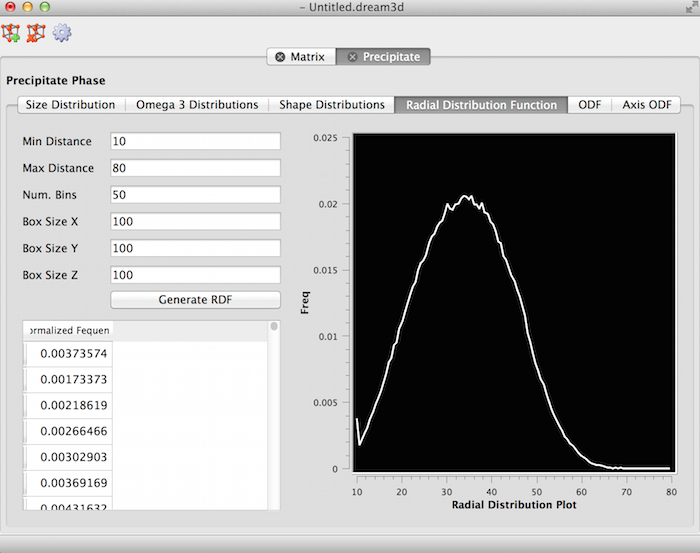 – Untitled.dream3d
Matrix Precipitate
Precipitate Phase
Size Distribution Omega 3 Distributions Shape Distributions Radial Distribution Function ODF Axis ODF
Min Distance 10
Max Distance 80
Num. Bins 50
Box Size X 100
Box Size Y 100
Box Size Z 100
Generate RDF
ormalized Fequen
0.00373574
0.00173373
0.00218619
0.00266466
0.00302903
0.00369169
0.00431632
0.025
0.02
0.015
0.01
0.005
0
Freq
10 20 30 40 50 60 70 80
Radial Distribution Plot